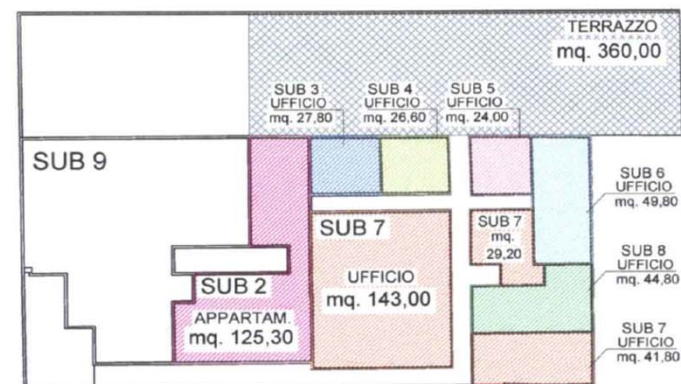 TERRAZZO
mq. 360,00
SUB 3
UFFICIO
mq. 27,80
SUB 4
UFFICIO
mq. 26,60
SUB 5
UFFICIO
mq. 24,00
SUB 9
SUB 6
UFFICIO
mq. 49,80
SUB 7
UFFICIO
mq. 143,00
SUB 7
mq.
29,20
SUB 8
UFFICIO
mq. 44,80
SUB 2
APPARTAM.
mq. 125,30
SUB 7
UFFICIO
mq. 41,80